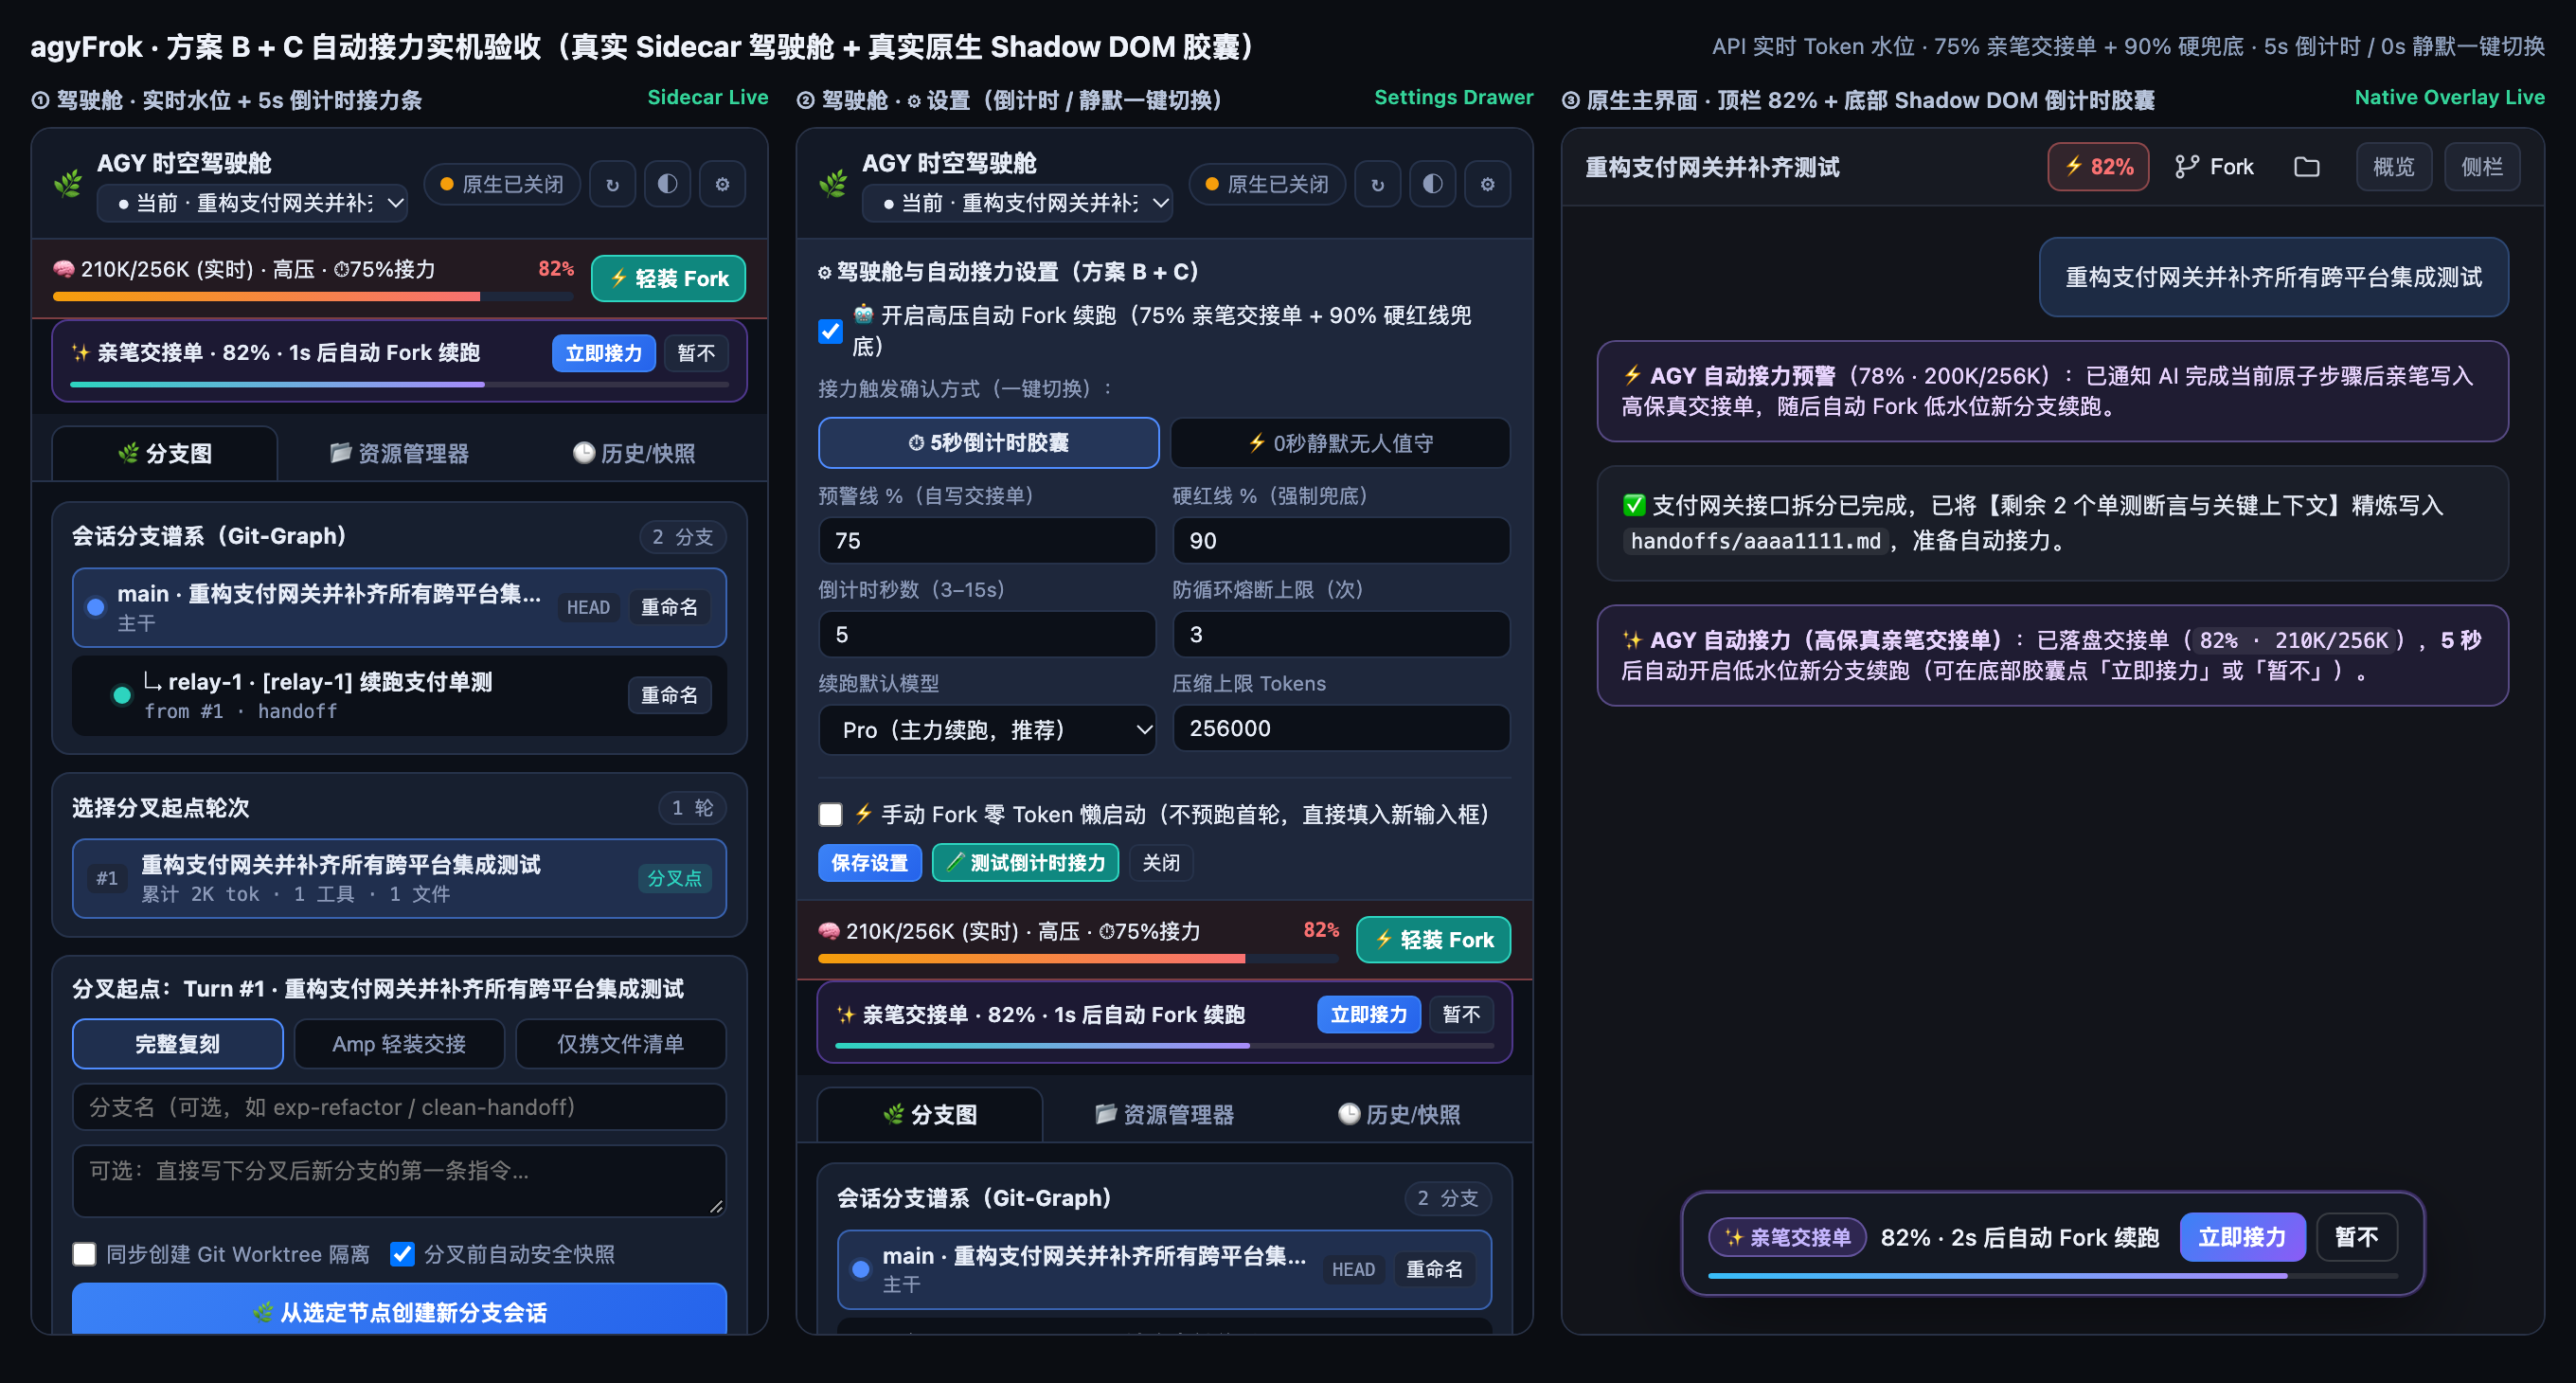 agyFrok · 方案 B + C 自动接力实机验收（真实 Sidecar 驾驶舱 + 真实原生 Shadow DOM 胶囊）
API 实时 Token 水位 · 75% 亲笔交接单 + 90% 硬兜底 · 5s 倒计时 / 0s 静默一键切换
① 驾驶舱 · 实时水位 + 5s 倒计时接力条
Sidecar Live
AGY 时空驾驶舱
● 当前 · 重构支付网关并补
原生已关闭
↻
⚙
🧠 210K/256K (实时) · 高压 · ⏱75%接力
82%
⚡ 轻装 Fork
✨ 亲笔交接单 · 82% · 1s 后自动 Fork 续跑
立即接力
暂不
🌿 分支图
📂 资源管理器
🕒 历史/快照
会话分支谱系（Git-Graph）
2 分支
main · 重构支付网关并补齐所有跨平台集...
主干
HEAD
重命名
↳ relay-1 · [relay-1] 续跑支付单测
from #1 · handoff
重命名
选择分叉起点轮次
1 轮
#1
重构支付网关并补齐所有跨平台集成测试
累计 2K tok · 1 工具 · 1 文件
分叉点
分叉起点：Turn #1 · 重构支付网关并补齐所有跨平台集成测试
完整复刻
Amp 轻装交接
仅携文件清单
分支名（可选，如 exp-refactor / clean-handoff）
可选：直接写下分叉后新分支的第一条指令...
同步创建 Git Worktree 隔离
分叉前自动安全快照
🌿 从选定节点创建新分支会话
② 驾驶舱 · ⚙ 设置（倒计时 / 静默一键切换）
Settings Drawer
AGY 时空驾驶舱
● 当前 · 重构支付网关并补
原生已关闭
↻
⚙
⚙ 驾驶舱与自动接力设置（方案 B + C）
🤖 开启高压自动 Fork 续跑（75% 亲笔交接单 + 90% 硬红线兜
底）
接力触发确认方式（一键切换）：
⏱ 5秒倒计时胶囊
⚡ 0秒静默无人值守
预警线 %（自写交接单）
硬红线 %（强制兜底）
75
90
倒计时秒数（3–15s）
防循环熔断上限（次）
5
3
续跑默认模型
压缩上限 Tokens
Pro（主力续跑，推荐）
256000
⚡ 手动 Fork 零 Token 懒启动（不预跑首轮，直接填入新输入框）
保存设置
🧪 测试倒计时接力
关闭
🧠 210K/256K (实时) · 高压 · ⏱75%接力
82%
⚡ 轻装 Fork
✨ 亲笔交接单 · 82% · 1s 后自动 Fork 续跑
立即接力
暂不
🌿 分支图
📂 资源管理器
🕒 历史/快照
会话分支谱系（Git-Graph）
2 分支
main · 重构支付网关并补齐所有跨平台集...
主干
HEAD
重命名
③ 原生主界面 · 顶栏 82% + 底部 Shadow DOM 倒计时胶囊
Native Overlay Live
重构支付网关并补齐测试
⚡ 82%
Fork
概览
侧栏
重构支付网关并补齐所有跨平台集成测试
⚡ AGY 自动接力预警（78% · 200K/256K）：已通知 AI 完成当前原子步骤后亲笔写入
高保真交接单，随后自动 Fork 低水位新分支续跑。
✅ 支付网关接口拆分已完成，已将【剩余 2 个单测断言与关键上下文】精炼写入
handoffs/aaaa1111.md，准备自动接力。
✨ AGY 自动接力（高保真亲笔交接单）：已落盘交接单（82% · 210K/256K），5 秒
后自动开启低水位新分支续跑（可在底部胶囊点「立即接力」或「暂不」）。
✨ 亲笔交接单
82% · 2s 后自动 Fork 续跑
立即接力
暂不